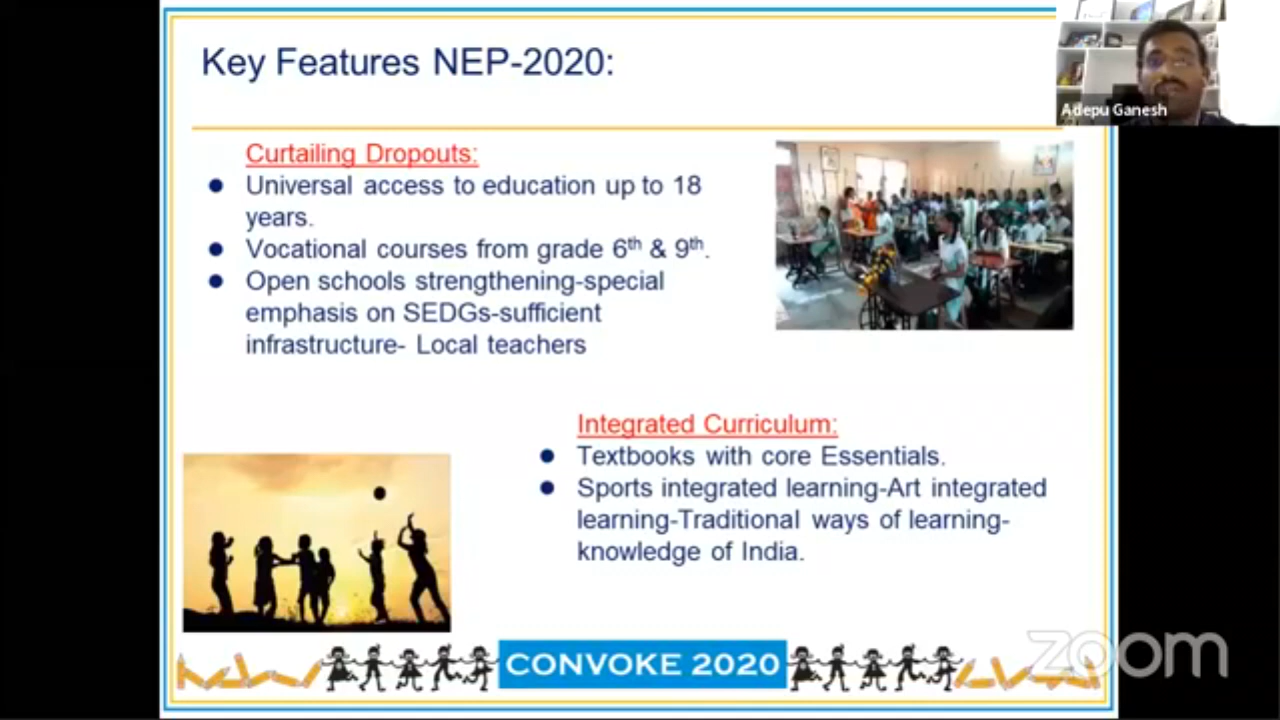 Key Features NEP-2020:
Adepu Ganesh
Curtailing Dropouts:
● Universal access to education up to 18
years.
● Vocational courses from grade 6th & 9th.
● Open schools strengthening-special
emphasis on SEDGs-sufficient
infrastructure- Local teachers
Integrated Curriculum:
● Textbooks with core Essentials.
● Sports integrated learning-Art integrated
learning-Traditional ways of learning-
knowledge of India.
CONVOKE 2020
zoom